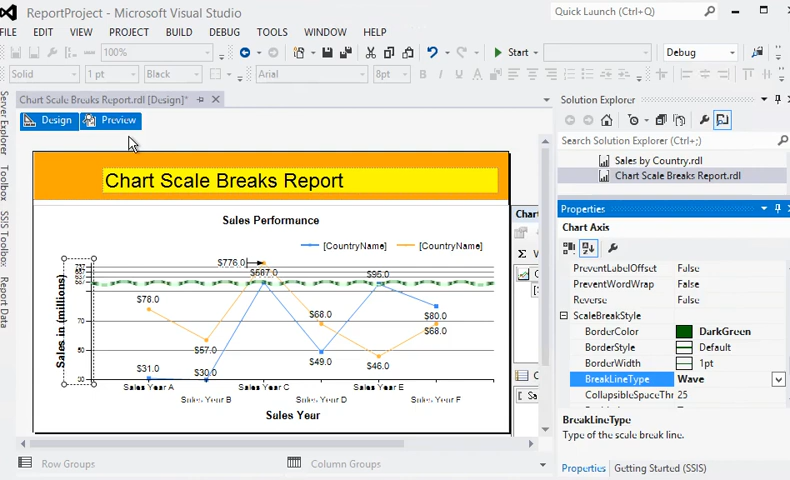 ReportProject - Microsoft Visual Studio
Quick Launch (Ctrl+Q)
FILE EDIT VIEW PROJECT BUILD DEBUG TOOLS WINDOW HELP
100% Start Debug
Solid 1 pt Black Arial 8pt B I U A
Chart Scale Breaks Report.rdl [Design]*
Design Preview
Server Explorer
Toolbox
SSIS Toolbox
Report Data
Chart Scale Breaks Report
Sales Performance
[CountryName] [CountryName]
$776.0
$587.0
$95.0
$78.0
$68.0
$80.0
$68.0
$57.0
$49.0
$46.0
$31.0
$30.0
70
50
30
Sales in (millions)
Sales Year A Sales Year B Sales Year C Sales Year D Sales Year E Sales Year F
Sales Year
Row Groups
Column Groups
Solution Explorer
Search Solution Explorer (Ctrl+;)
Sales by Country.rdl
Chart Scale Breaks Report.rdl
Properties
Chart Axis
PreventLabelOffset False
PreventWordWrap False
Reverse False
ScaleBreakStyle
BorderColor DarkGreen
BorderStyle Default
BorderWidth 1pt
BreakLineType Wave
CollapsibleSpaceThr 25
BreakLineType
Type of the scale break line.
Properties Getting Started (SSIS)